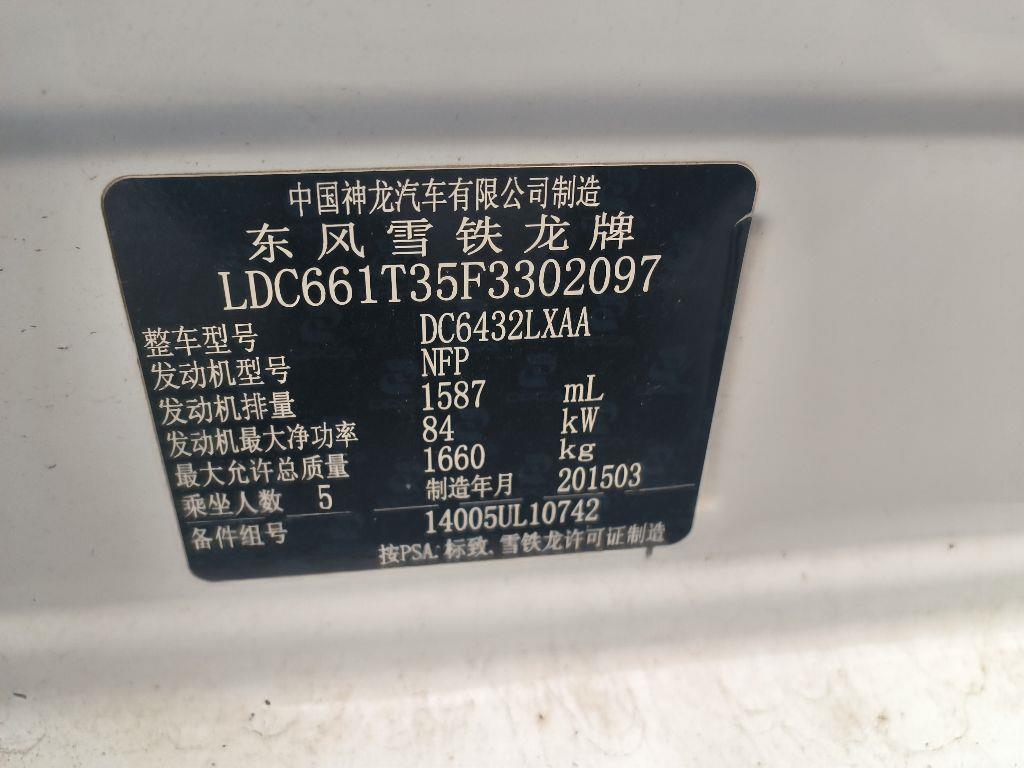 中国神龙汽车有限公司制造
东风雪铁龙牌
LDC661T35F3302097
整车型号 DC6432LXAA
发动机型号 NFP
发动机排量 1587 mL
发动机最大净功率 84 kW
最大允许总质量 1660 kg
乘坐人数 5 制造年月 201503
备件组号 14005UL10742
按PSA.标致.雪铁龙许可证制造